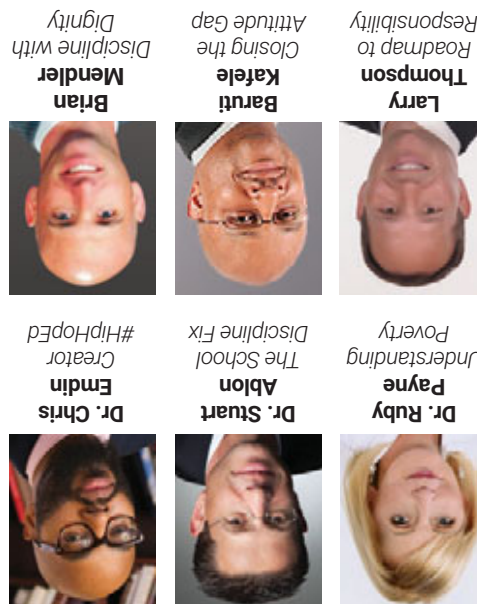 Dr. Ruby
Payne
Understanding
Poverty
Dr. Stuart
Ablon
The School
Discipline Fix
Dr. Chris
Emdin
Creator
#HipHopEd
Larry
Thompson
Roadmap to
Responsibility
Baruti
Kafele
Closing the
Attitude Gap
Brian
Mendler
Discipline with
Dignity